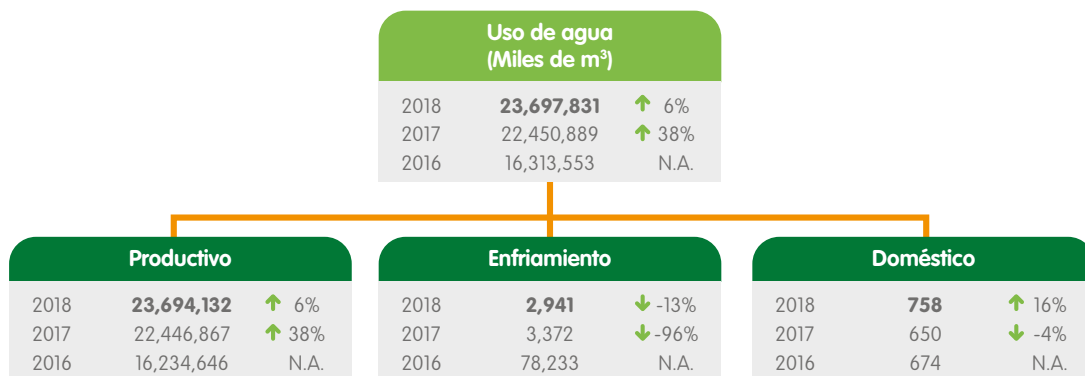 Uso de agua
(Miles de m³)
2018 23,697,831 ↑ 6%
2017 22,450,889 ↑ 38%
2016 16,313,553 N.A.
Productivo
2018 23,694,132 ↑ 6%
2017 22,446,867 ↑ 38%
2016 16,234,646 N.A.
Enfriamiento
2018 2,941 ↓ -13%
2017 3,372 ↓ -96%
2016 78,233 N.A.
Doméstico
2018 758 ↑ 16%
2017 650 ↓ -4%
2016 674 N.A.